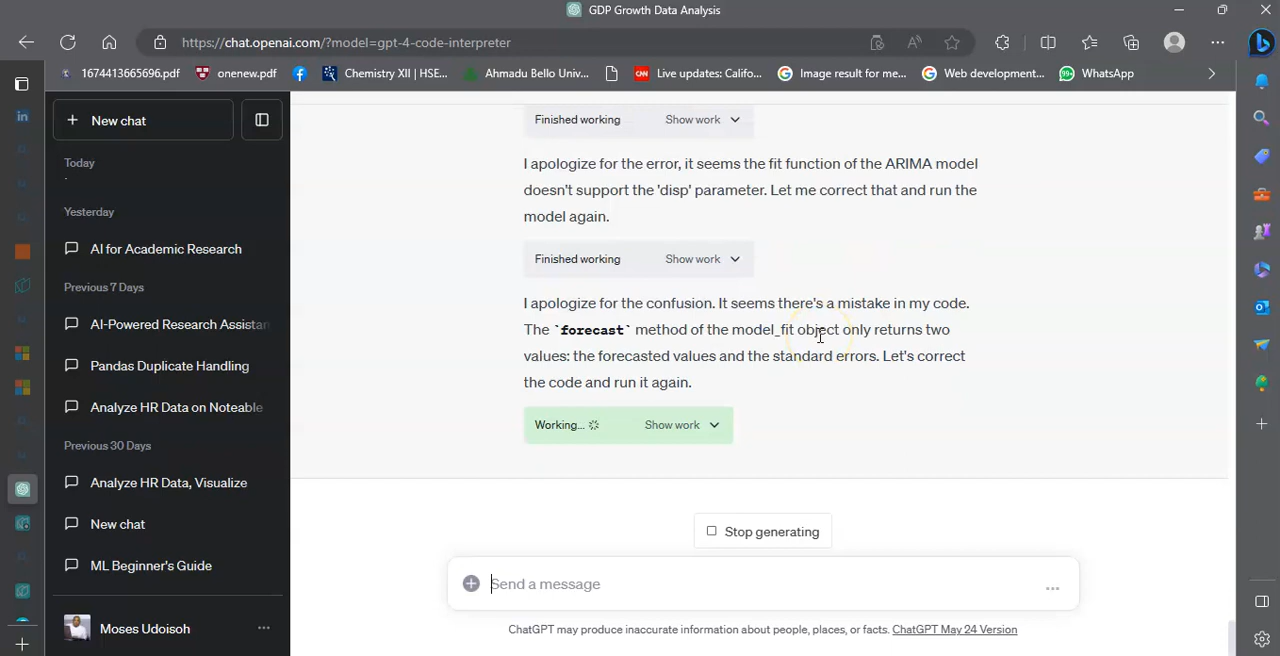 GDP Growth Data Analysis
https://chat.openai.com/?model=gpt-4-code-interpreter
1674413665696.pdf
onenew.pdf
Chemistry XII | HSE...
Ahmadu Bello Univ...
CNN
Live updates: Califo...
Image result for me...
Web development...
99+
WhatsApp
+ New chat
Today
Yesterday
AI for Academic Research
Previous 7 Days
AI-Powered Research Assistan
Pandas Duplicate Handling
Analyze HR Data on Noteable
Previous 30 Days
Analyze HR Data, Visualize
New chat
ML Beginner's Guide
Moses Udoisoh
...
Finished working Show work
I apologize for the error, it seems the fit function of the ARIMA model
doesn't support the 'disp' parameter. Let me correct that and run the
model again.
Finished working Show work
I apologize for the confusion. It seems there's a mistake in my code.
The `forecast` method of the model_fit object only returns two
values: the forecasted values and the standard errors. Let's correct
the code and run it again.
Working... Show work
Stop generating
Send a message
...
ChatGPT may produce inaccurate information about people, places, or facts. ChatGPT May 24 Version